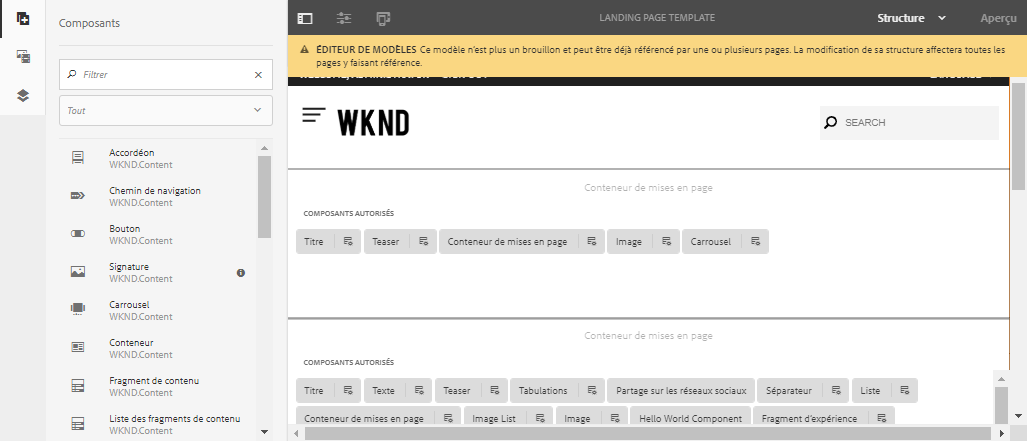 Composants
Filtrer
Tout
Accordéon
WKND.Content
Chemin de navigation
WKND.Content
Bouton
WKND.Content
Signature
WKND.Content
Carrousel
WKND.Content
Conteneur
WKND.Content
Fragment de contenu
WKND.Content
Liste des fragments de contenu
WKND.Content
LANDING PAGE TEMPLATE
Structure
Aperçu
ÉDITEUR DE MODÈLES Ce modèle n'est plus un brouillon et peut être déjà référencé par une ou plusieurs pages. La modification de sa structure affectera toutes les
pages y faisant référence.
WKND
SEARCH
Conteneur de mises en page
COMPOSANTS AUTORISÉS
Titre Teaser Conteneur de mises en page Image Carrousel
Conteneur de mises en page
COMPOSANTS AUTORISÉS
Titre Texte Teaser Tabulations Partage sur les réseaux sociaux Séparateur Liste
Conteneur de mises en page Image List Image Hello World Component Fragment d'expérience